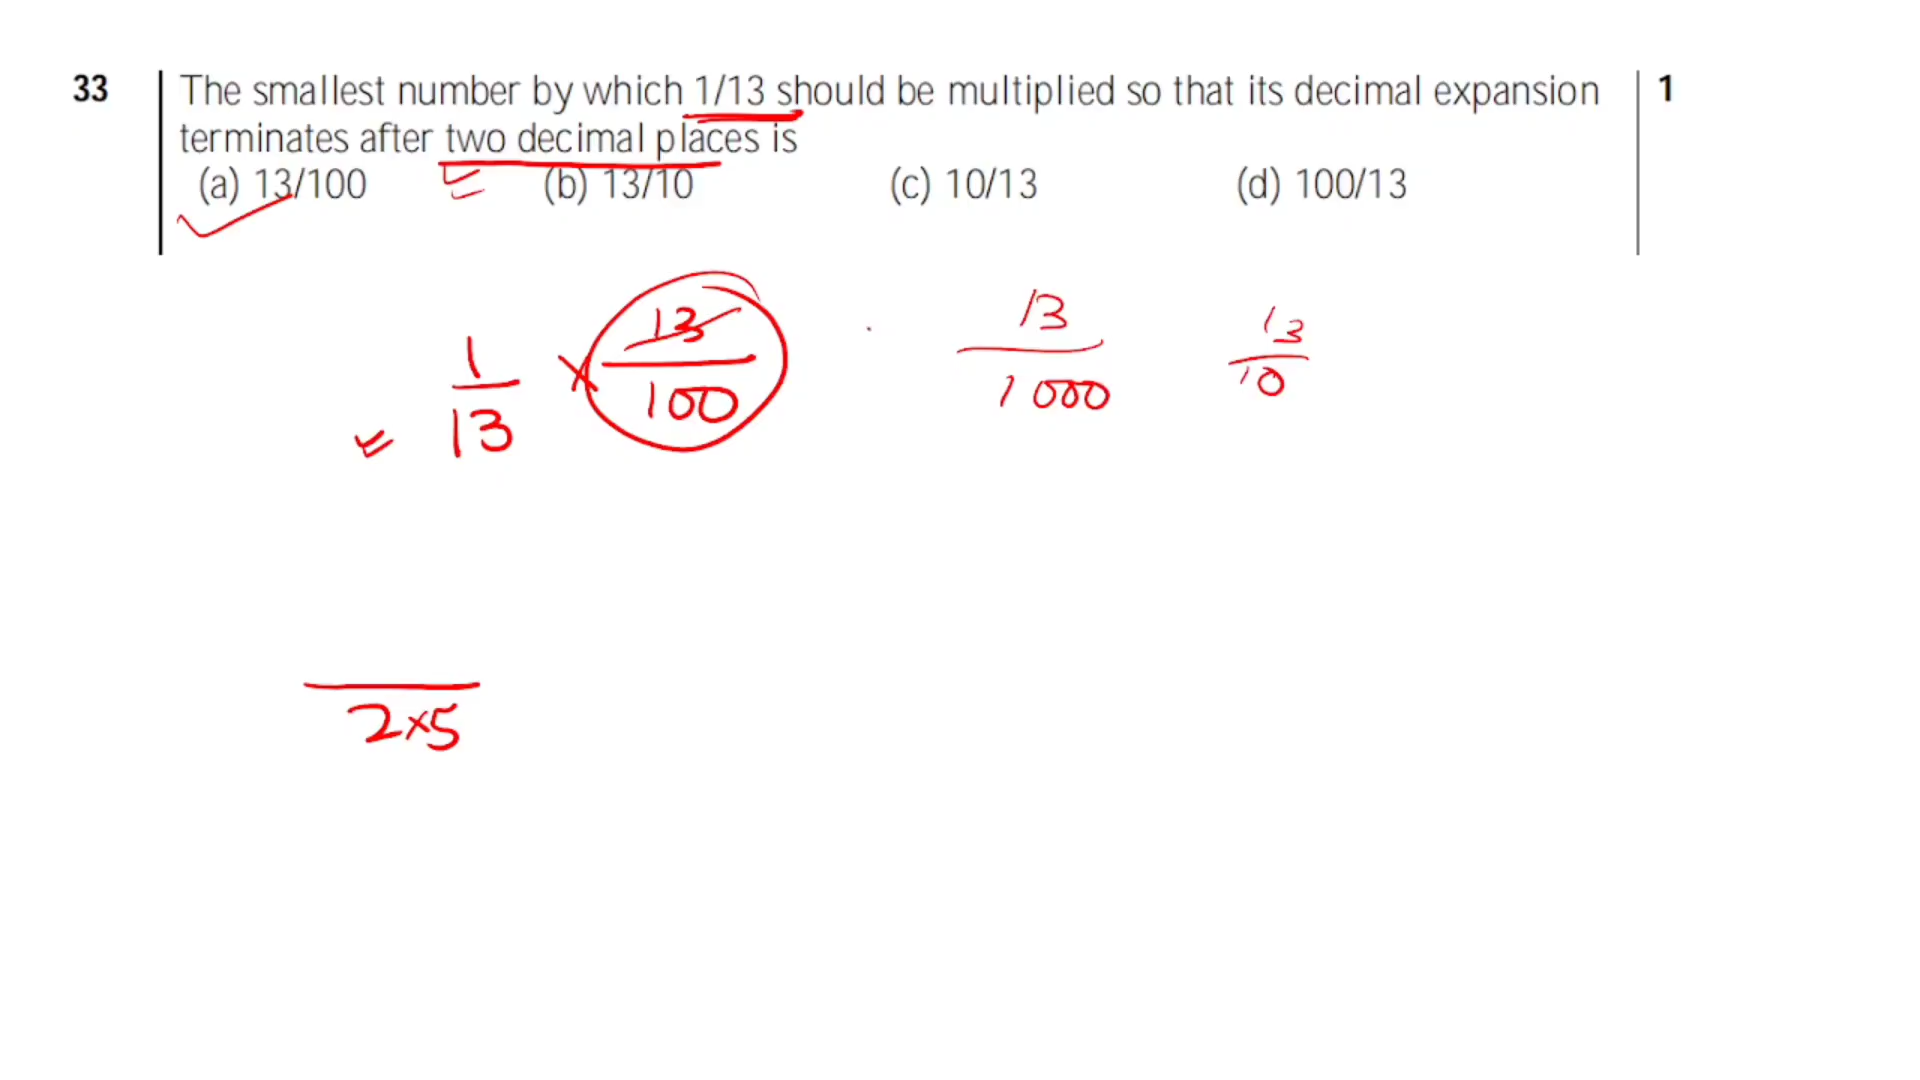 33 The smallest number by which 1/13 should be multiplied so that its decimal expansion 1
terminates after two decimal places is
(a) 13/100 (b) 13/10 (c) 10/13 (d) 100/13
= 1/13 × 13/100 13/1000 13/10
2×5